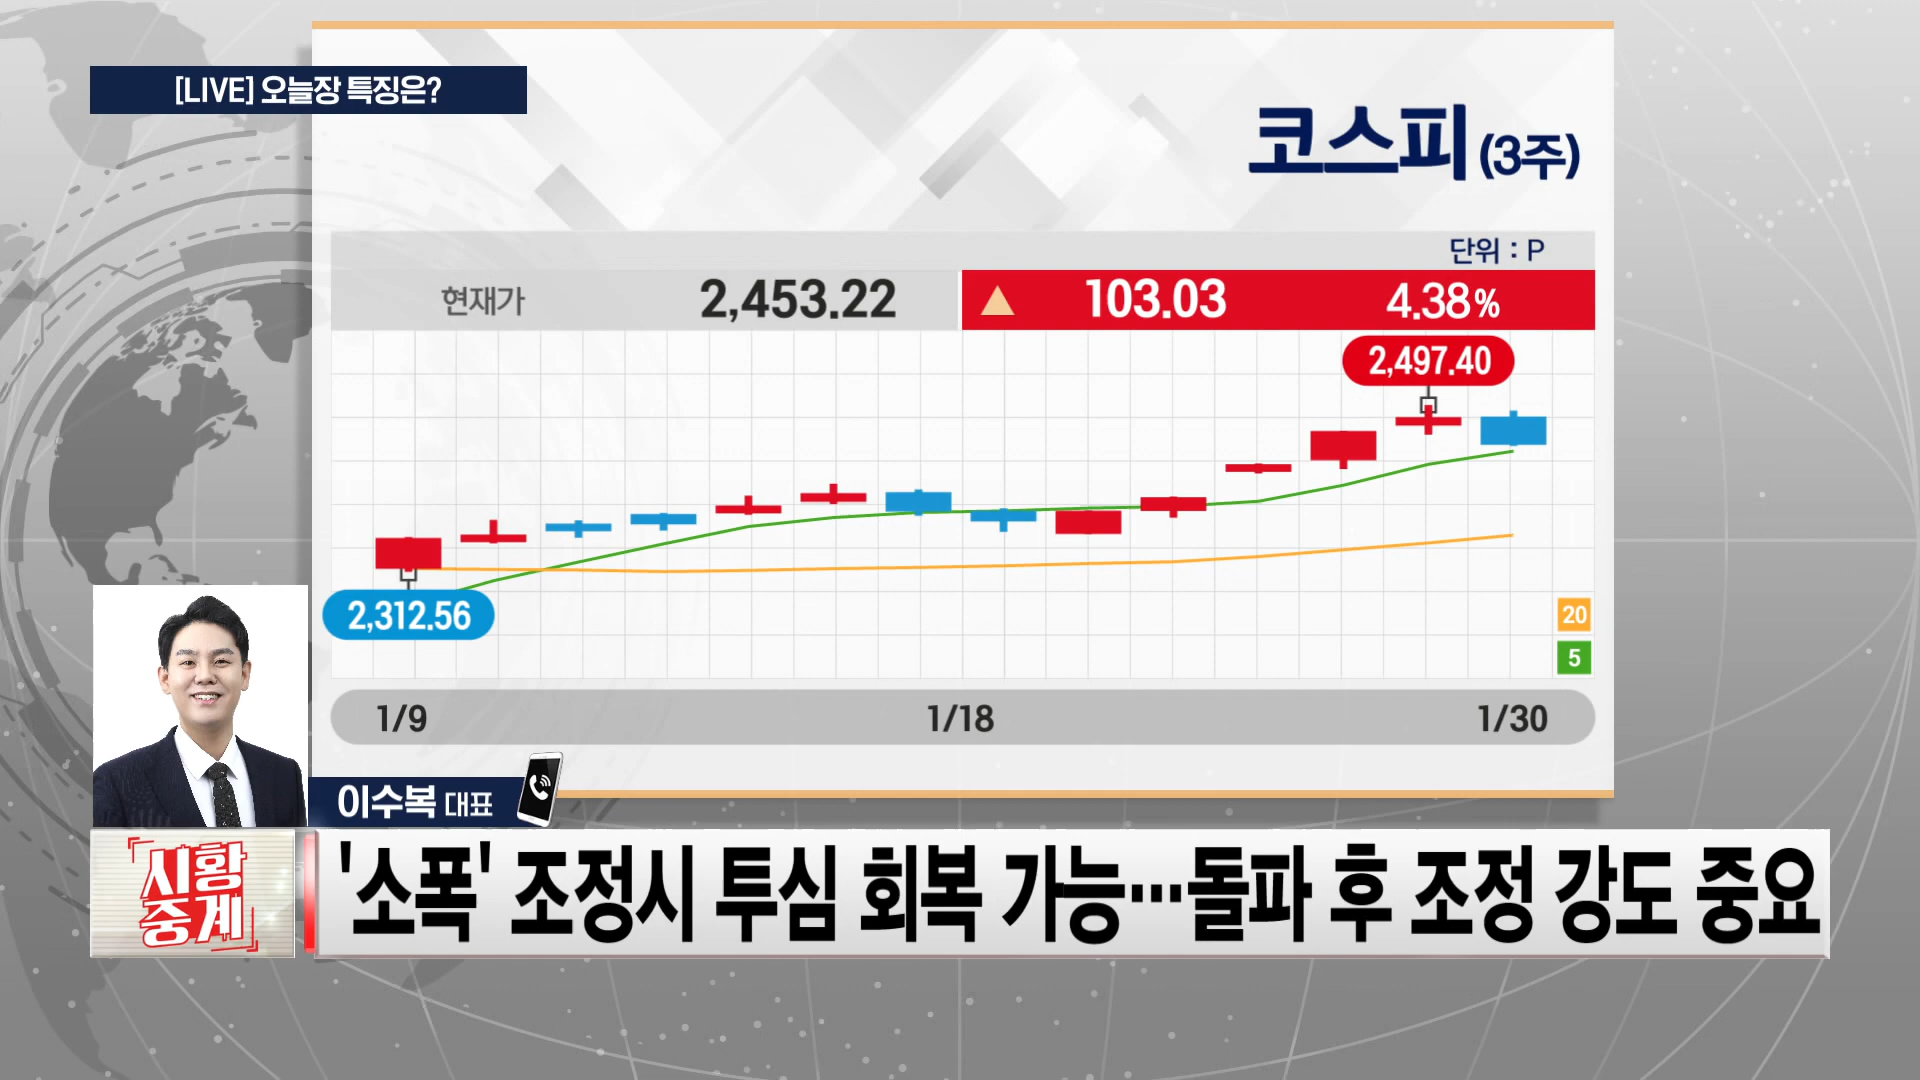 [LIVE] 오늘장 특징은?
코스피 (3주)
단위 : P
현재가 2,453.22 ▲ 103.03 4.38%
2,497.40
2,312.56
20
5
1/9 1/18 1/30
이수복 대표
시황
중계
'소폭' 조정시 투심 회복 가능…돌파 후 조정 강도 중요